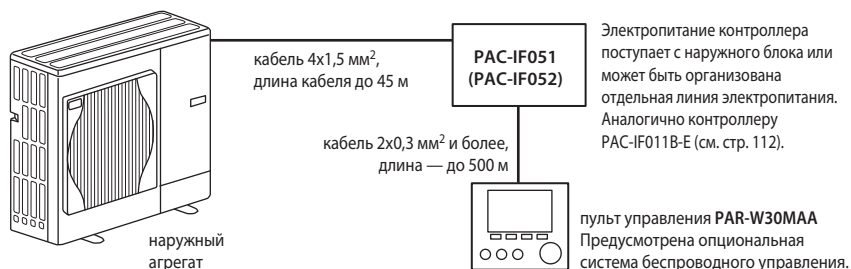 кабель 4x1,5 мм²,
длина кабеля до 45 м
PAC-IF051
(PAC-IF052)
Электропитание контроллера
поступает с наружного блока или
может быть организована
отдельная линия электропитания.
Аналогично контроллеру
PAC-IF011B-E (см. стр. 112).
кабель 2x0,3 мм² и более,
длина — до 500 м
наружный
агрегат
пульт управления PAR-W30MAA
Предусмотрена опциональная
система беспроводного управления.